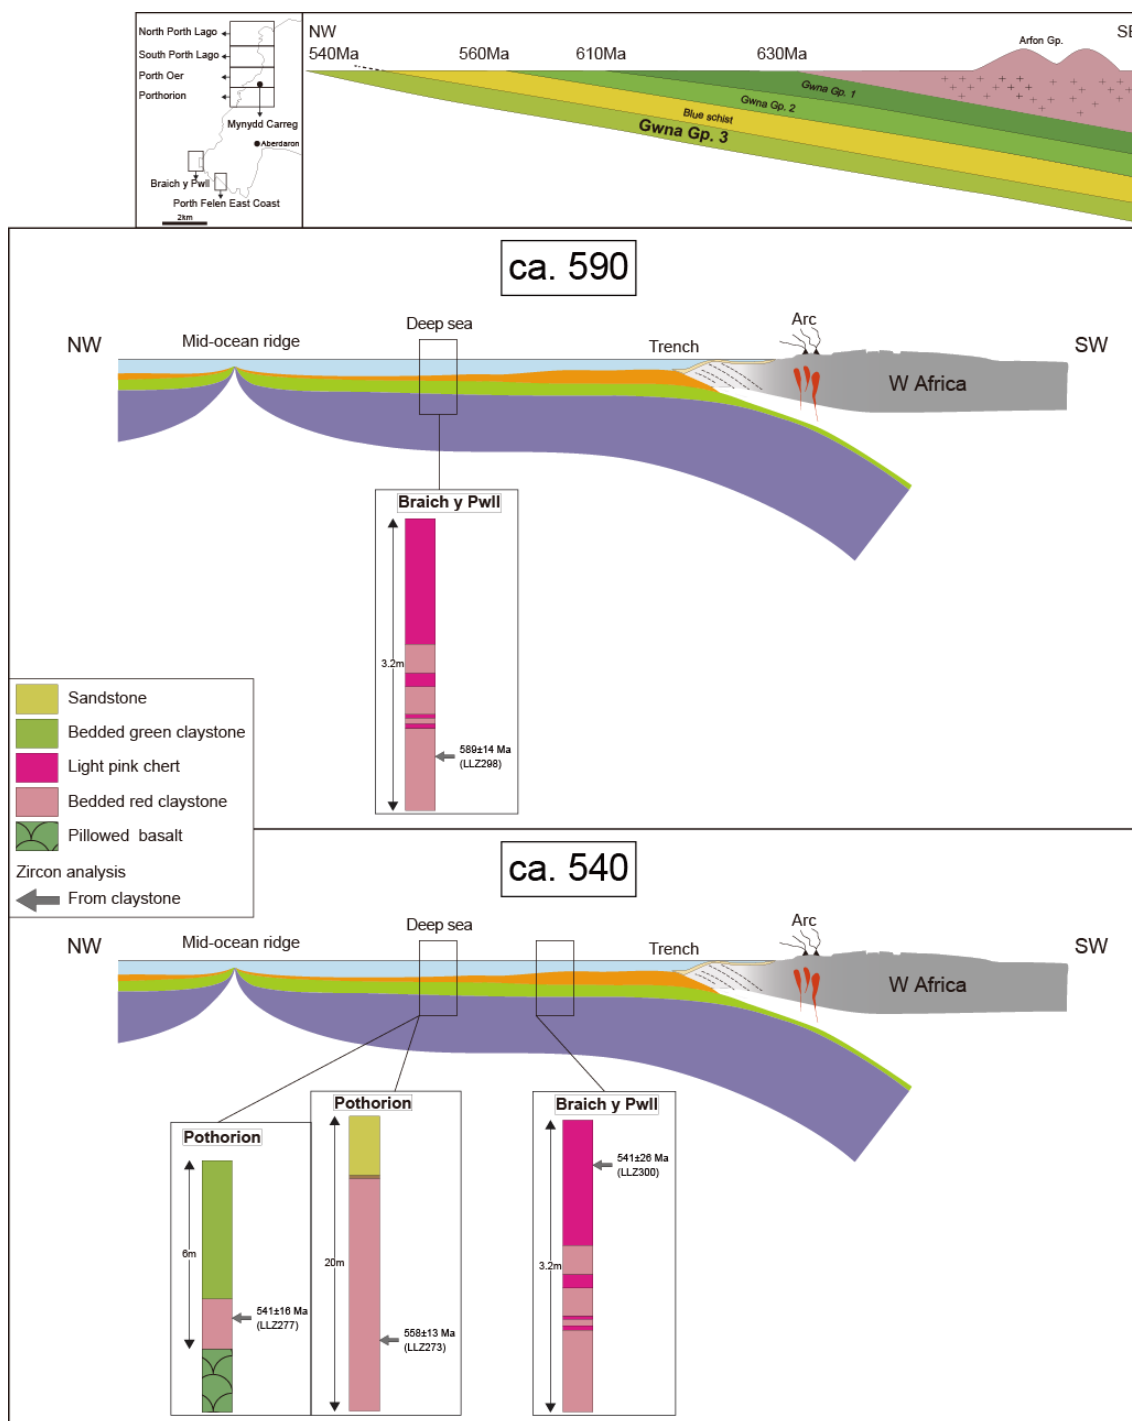 North Porth Lago
South Porth Lago
Porth Oer
Porthorion
Mynydd Carreg
Aberdaron
Braich y Pwll
Porth Felen East Coast
2km
NW
SE
540Ma
560Ma
610Ma
630Ma
Arfon Gp.
Gwna Gp. 1
Gwna Gp. 2
Blue schist
Gwna Gp. 3
ca. 590
NW
Mid-ocean ridge
Deep sea
Trench
Arc
SW
W Africa
Braich y Pwll
3.2m
589±14 Ma
(LLZ298)
Sandstone
Bedded green claystone
Light pink chert
Bedded red claystone
Pillowed basalt
Zircon analysis
From claystone
ca. 540
NW
Mid-ocean ridge
Deep sea
Trench
Arc
SW
W Africa
Pothorion
6m
541±16 Ma
(LLZ277)
Pothorion
20m
558±13 Ma
(LLZ273)
Braich y Pwll
3.2m
541±26 Ma
(LLZ300)